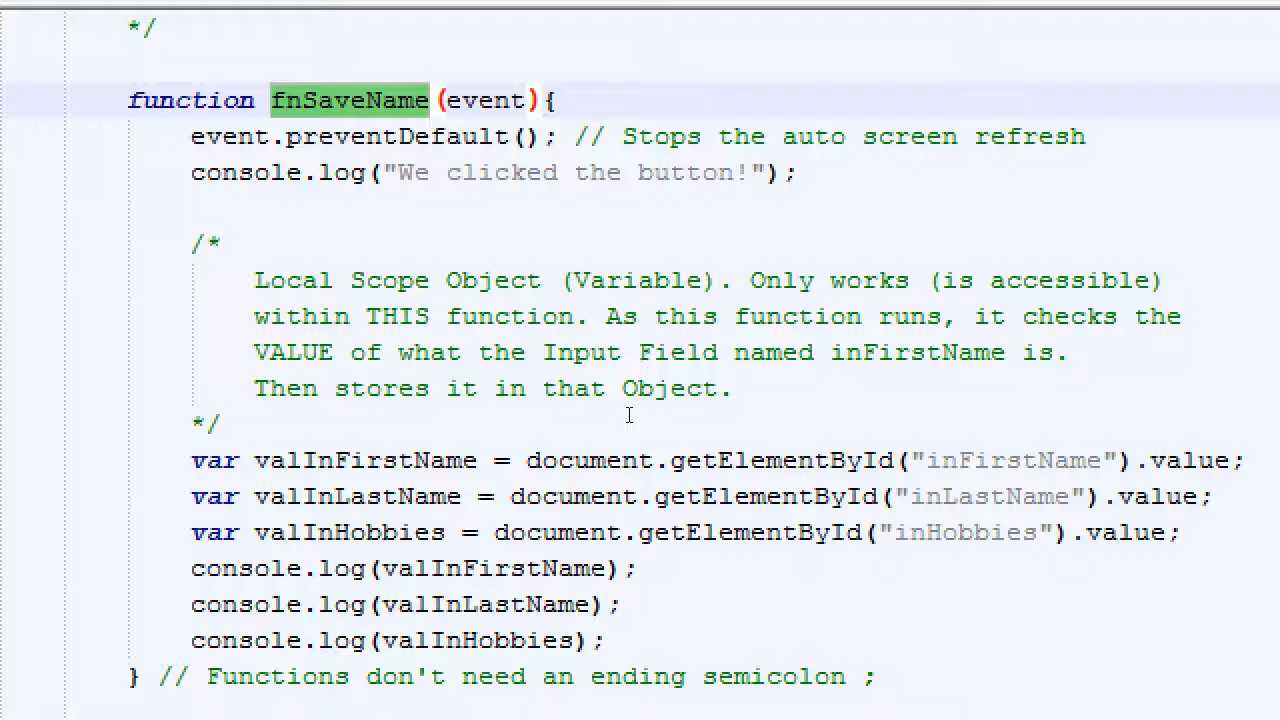 */
function fnSaveName(event){
event.preventDefault(); // Stops the auto screen refresh
console.log("We clicked the button!");
/*
Local Scope Object (Variable). Only works (is accessible)
within THIS function. As this function runs, it checks the
VALUE of what the Input Field named inFirstName is.
Then stores it in that Object.
*/
var valInFirstName = document.getElementById("inFirstName").value;
var valInLastName = document.getElementById("inLastName").value;
var valInHobbies = document.getElementById("inHobbies").value;
console.log(valInFirstName);
console.log(valInLastName);
console.log(valInHobbies);
} // Functions don't need an ending semicolon ;